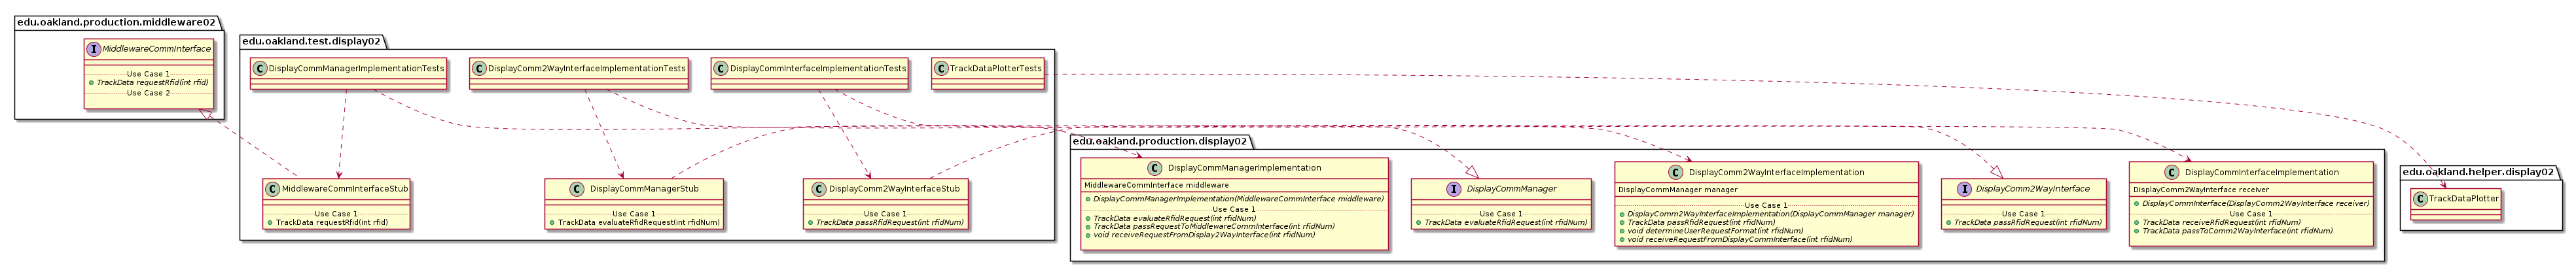 edu.oakland.production.middleware02
I MiddlewareCommInterface
Use Case 1
TrackData requestRfid(int rfid)
Use Case 2
edu.oakland.test.display02
C DisplayCommManagerImplementationTests
C DisplayComm2WayInterfaceImplementationTests
C DisplayCommInterfaceImplementationTests
C TrackDataPlotterTests
C MiddlewareCommInterfaceStub
Use Case 1
TrackData requestRfid(int rfid)
C DisplayCommManagerStub
Use Case 1
TrackData evaluateRfidRequest(int rfidNum)
C DisplayComm2WayInterfaceStub
Use Case 1
TrackData passRfidRequest(int rfidNum)
edu.oakland.production.display02
C DisplayCommManagerImplementation
MiddlewareCommInterface middleware
DisplayCommManagerImplementation(MiddlewareCommInterface middleware)
Use Case 1
TrackData evaluateRfidRequest(int rfidNum)
TrackData passRequestToMiddlewareCommInterface(int rfidNum)
void receiveRequestFromDisplay2WayInterface(int rfidNum)
I DisplayCommManager
Use Case 1
TrackData evaluateRfidRequest(int rfidNum)
C DisplayComm2WayInterfaceImplementation
DisplayCommManager manager
Use Case 1
DisplayComm2WayInterfaceImplementation(DisplayCommManager manager)
TrackData passRfidRequest(int rfidNum)
void determineUserRequestFormat(int rfidNum)
void receiveRequestFromDisplayCommInterface(int rfidNum)
I DisplayComm2WayInterface
Use Case 1
TrackData passRfidRequest(int rfidNum)
C DisplayCommInterfaceImplementation
DisplayComm2WayInterface receiver
DisplayCommInterface(DisplayComm2WayInterface receiver)
Use Case 1
TrackData receiveRfidRequest(int rfidNum)
TrackData passToComm2WayInterface(int rfidNum)
edu.oakland.helper.display02
C TrackDataPlotter